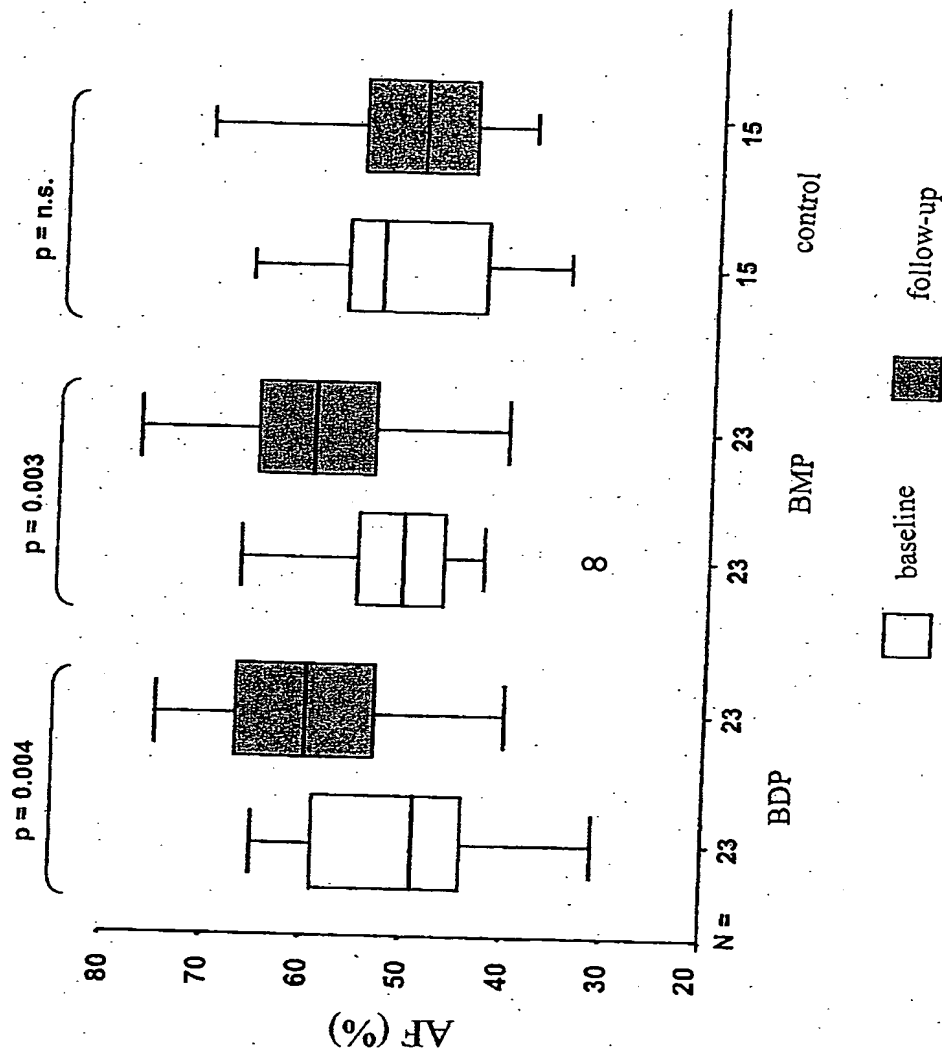 p = 0.004
p = 0.003
p = n.s.
AF (%)
80
70
60
50
40
30
20
8
N = 23 23 23 23 15 15
BDP BMP control
baseline follow-up